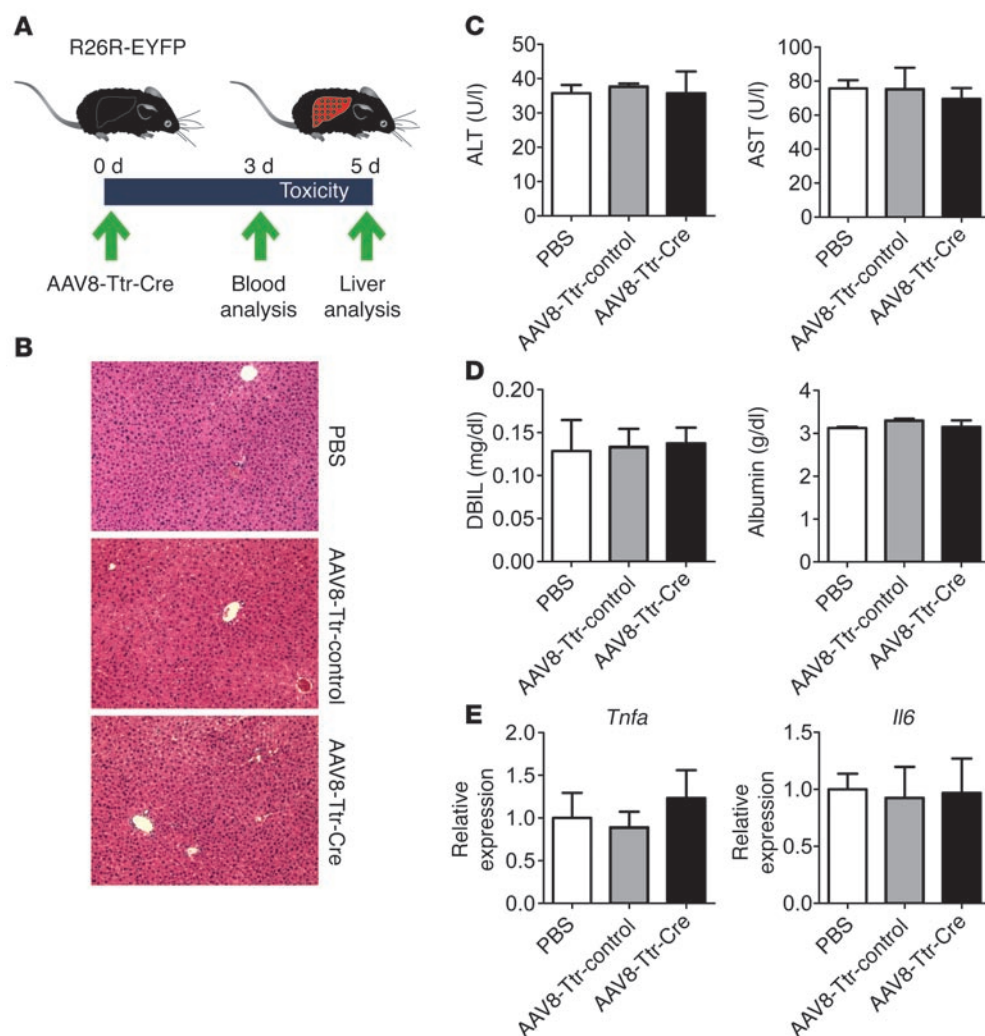 A
R26R-EYFP
0 d 3 d 5 d
Toxicity
AAV8-Ttr-Cre
Blood
analysis
Liver
analysis
B
PBS
AAV8-Ttr-control
AAV8-Ttr-Cre
C
ALT (U/l)
50
40
30
20
10
0
PBS
AAV8-Ttr-control
AAV8-Ttr-Cre
AST (U/l)
100
80
60
40
20
0
PBS
AAV8-Ttr-control
AAV8-Ttr-Cre
D
DBIL (mg/dl)
0.20
0.15
0.10
0.05
0.00
PBS
AAV8-Ttr-control
AAV8-Ttr-Cre
Albumin (g/dl)
4
3
2
1
0
PBS
AAV8-Ttr-control
AAV8-Ttr-Cre
E
Tnfa
Relative
expression
2.0
1.5
1.0
0.5
0.0
PBS
AAV8-Ttr-control
AAV8-Ttr-Cre
Il6
Relative
expression
1.5
1.0
0.5
0.0
PBS
AAV8-Ttr-control
AAV8-Ttr-Cre